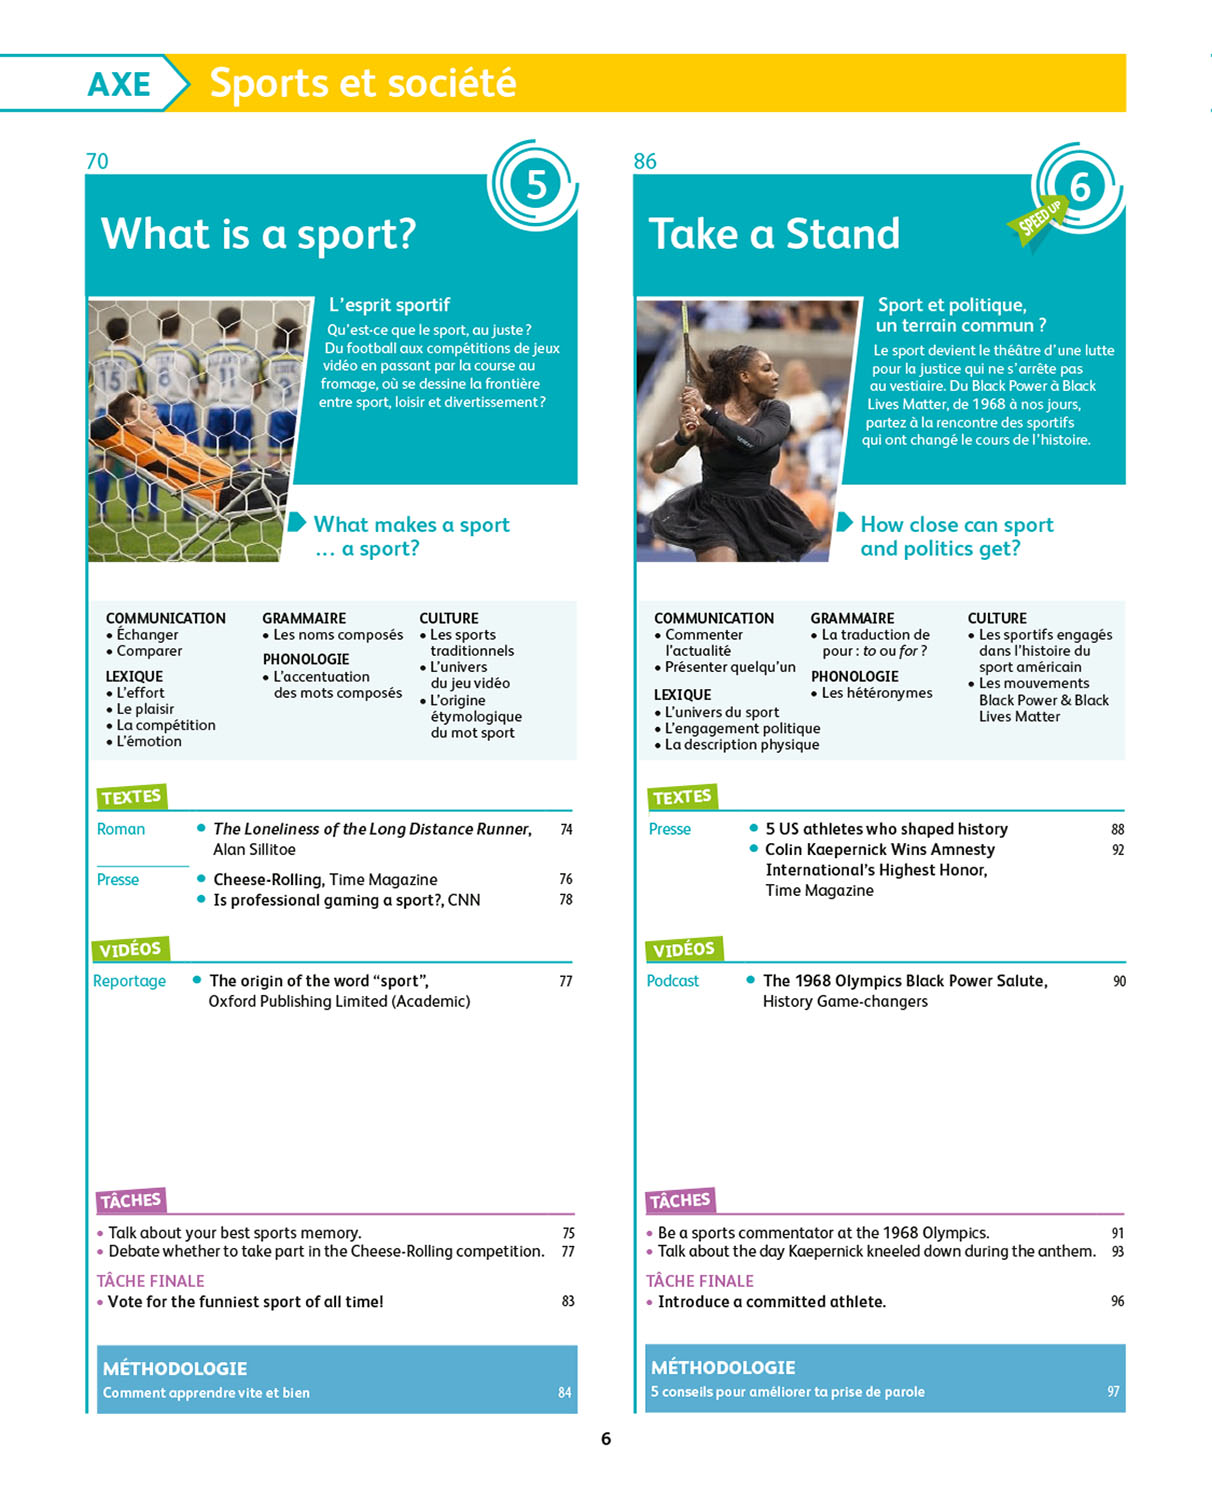 AXE
Sports et société
70
5
What is a sport?
L'esprit sportif
Qu'est-ce que le sport, au juste ?
Du football aux compétitions de jeux
vidéo en passant par la course au
fromage, où se dessine la frontière
entre sport, loisir et divertissement ?
15
8
11
What makes a sport
... a sport?
COMMUNICATION
• Échanger
• Comparer
LEXIQUE
• L'effort
• Le plaisir
• La compétition
• L'émotion
GRAMMAIRE
• Les noms composés
PHONOLOGIE
• L'accentuation
des mots composés
CULTURE
• Les sports
traditionnels
• L'univers
du jeu vidéo
• L'origine
étymologique
du mot sport
TEXTES
Roman • The Loneliness of the Long Distance Runner, 74
Alan Sillitoe
Presse • Cheese-Rolling, Time Magazine 76
• Is professional gaming a sport?, CNN 78
VIDÉOS
Reportage • The origin of the word “sport”, 77
Oxford Publishing Limited (Academic)
TÂCHES
• Talk about your best sports memory. 75
• Debate whether to take part in the Cheese-Rolling competition. 77
TÂCHE FINALE
• Vote for the funniest sport of all time! 83
MÉTHODOLOGIE
Comment apprendre vite et bien 84
86
6
SPEED UP
Take a Stand
Sport et politique,
un terrain commun ?
Le sport devient le théâtre d'une lutte
pour la justice qui ne s'arrête pas
au vestiaire. Du Black Power à Black
Lives Matter, de 1968 à nos jours,
partez à la rencontre des sportifs
qui ont changé le cours de l'histoire.
How close can sport
and politics get?
COMMUNICATION
• Commenter
l'actualité
• Présenter quelqu'un
LEXIQUE
• L'univers du sport
• L'engagement politique
• La description physique
GRAMMAIRE
• La traduction de
pour : to ou for ?
PHONOLOGIE
• Les hétéronymes
CULTURE
• Les sportifs engagés
dans l'histoire du
sport américain
• Les mouvements
Black Power & Black
Lives Matter
TEXTES
Presse • 5 US athletes who shaped history 88
• Colin Kaepernick Wins Amnesty 92
International's Highest Honor,
Time Magazine
VIDÉOS
Podcast • The 1968 Olympics Black Power Salute, 90
History Game-changers
TÂCHES
• Be a sports commentator at the 1968 Olympics. 91
• Talk about the day Kaepernick kneeled down during the anthem. 93
TÂCHE FINALE
• Introduce a committed athlete. 96
MÉTHODOLOGIE
5 conseils pour améliorer ta prise de parole 97
6